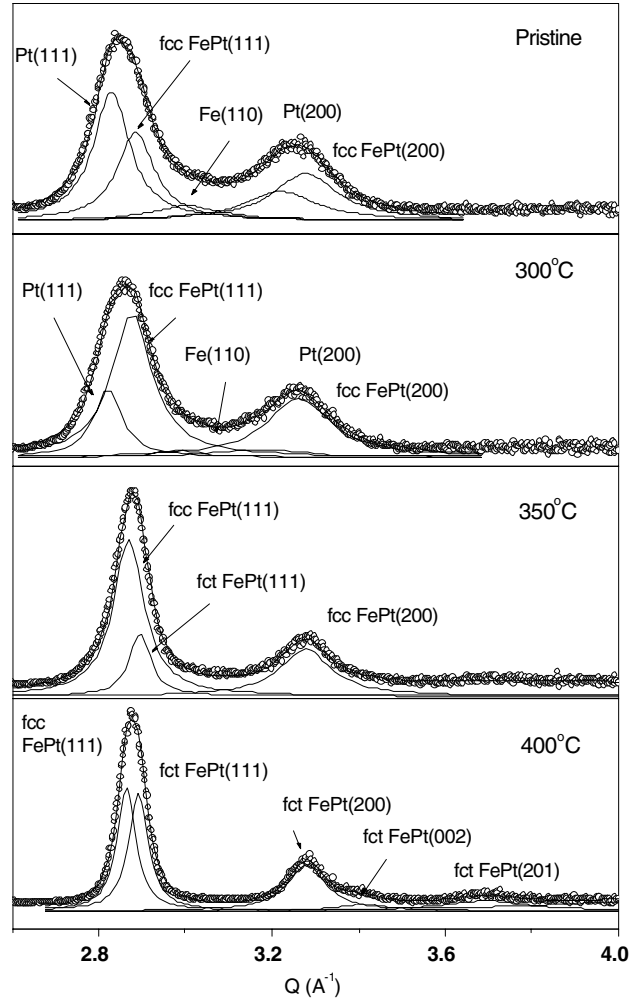 Pristine
Pt(111)
fcc FePt(111)
Fe(110)
Pt(200)
fcc FePt(200)
300°C
Pt(111)
fcc FePt(111)
Fe(110)
Pt(200)
fcc FePt(200)
350°C
fcc FePt(111)
fct FePt(111)
fcc FePt(200)
400°C
fcc
FePt(111)
fct FePt(111)
fct FePt(200)
fct FePt(002)
fct FePt(201)
2.8
3.2
3.6
4.0
Q (A⁻¹)